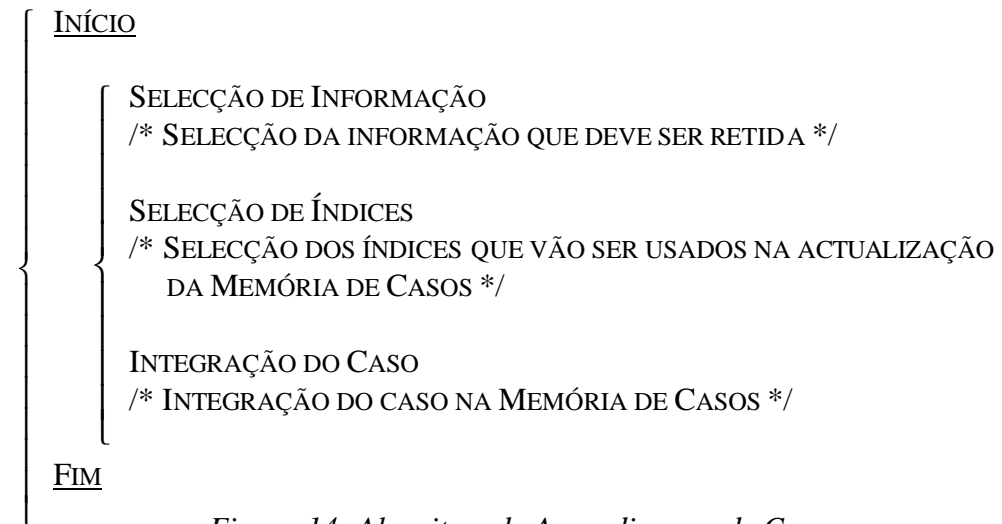 INÍCIO
SELECÇÃO DE INFORMAÇÃO
/* SELECÇÃO DA INFORMAÇÃO QUE DEVE SER RETIDA */
SELECÇÃO DE ÍNDICES
/* SELECÇÃO DOS ÍNDICES QUE VÃO SER USADOS NA ACTUALIZAÇÃO
DA MEMÓRIA DE CASOS */
INTEGRAÇÃO DO CASO
/* INTEGRAÇÃO DO CASO NA MEMÓRIA DE CASOS */
FIM